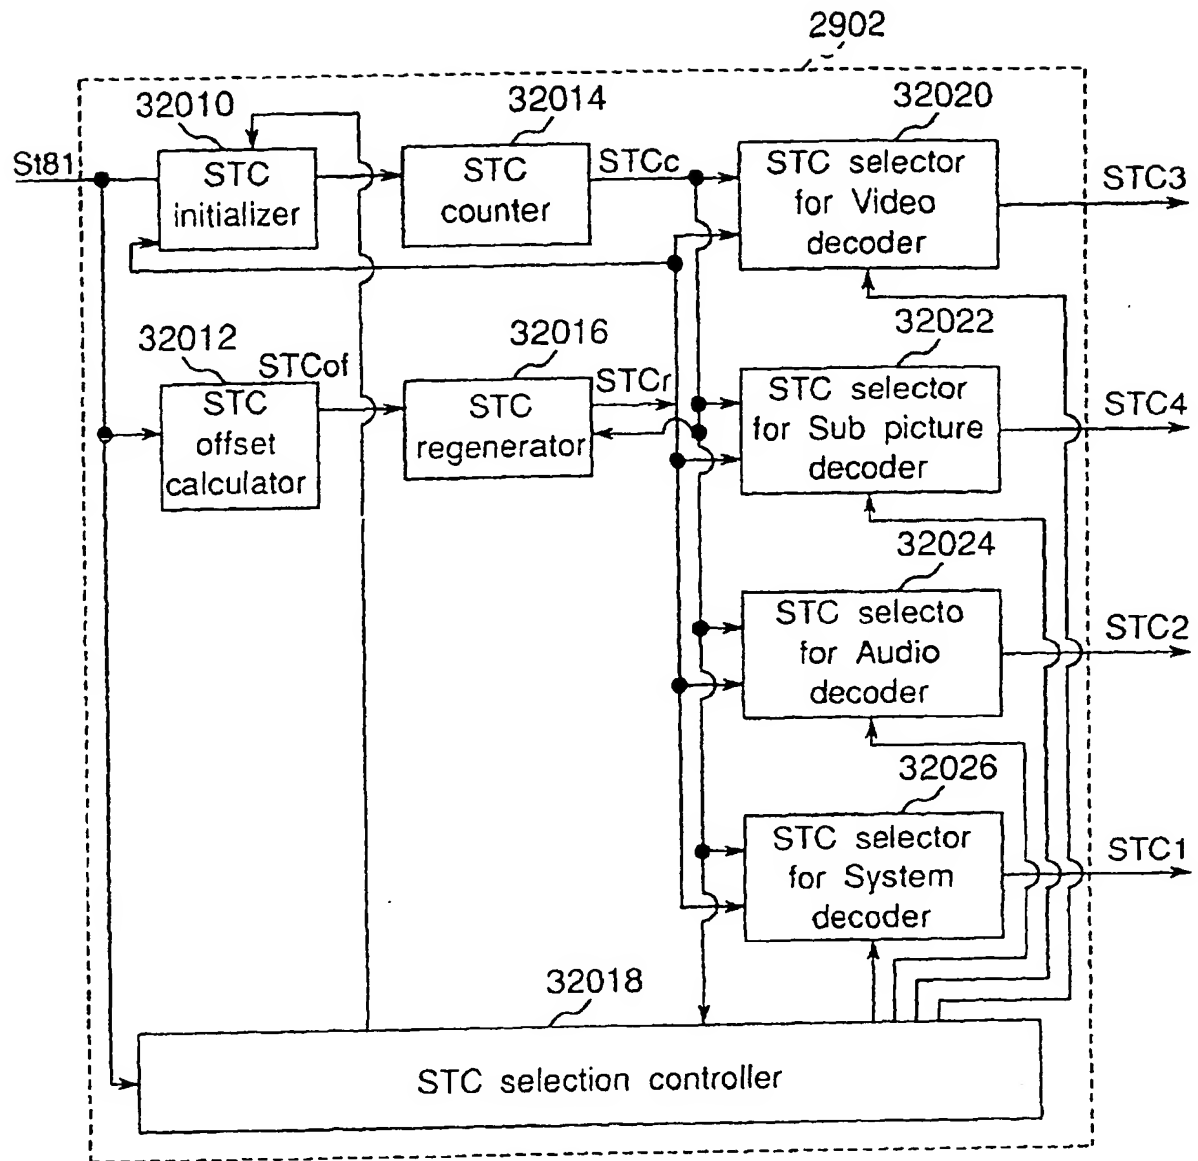 2902
32010
32014
32020
St81
STC
initializer
STC
counter
STCc
STC selector
for Video
decoder
STC3
32012
STCof
32016
STCr
32022
STC
offset
calculator
STC
regenerator
STC selector
for Sub picture
decoder
STC4
32024
STC selecto
for Audio
decoder
STC2
32026
STC selector
for System
decoder
STC1
32018
STC selection controller